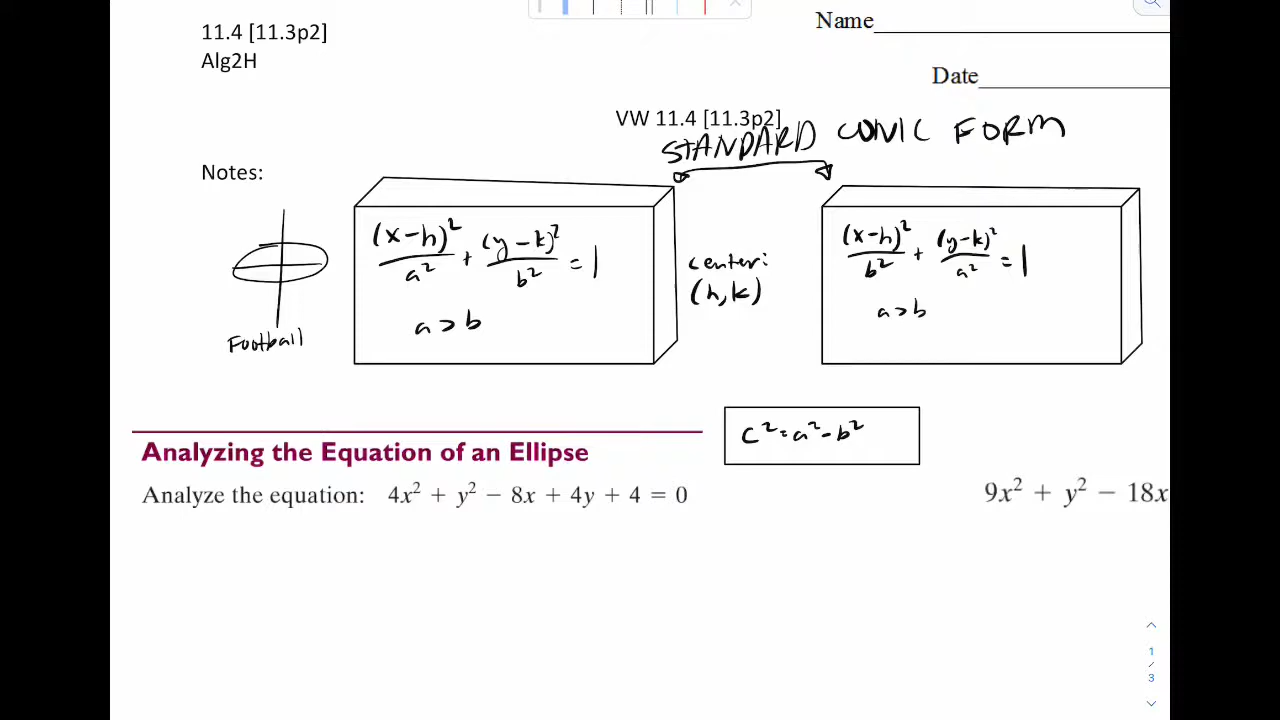 11.4 [11.3p2]
Name
Alg2H
Date
VW 11.4 [11.3p2]
STANDARD CONIC FORM
Notes:
(x-h)²/a² + (y-k)²/b² = 1
a > b
center:
(h,k)
(x-h)²/b² + (y-k)²/a² = 1
a > b
Football
c² = a² - b²
Analyzing the Equation of an Ellipse
Analyze the equation: 4x² + y² − 8x + 4y + 4 = 0
9x² + y² − 18x
1
/
3